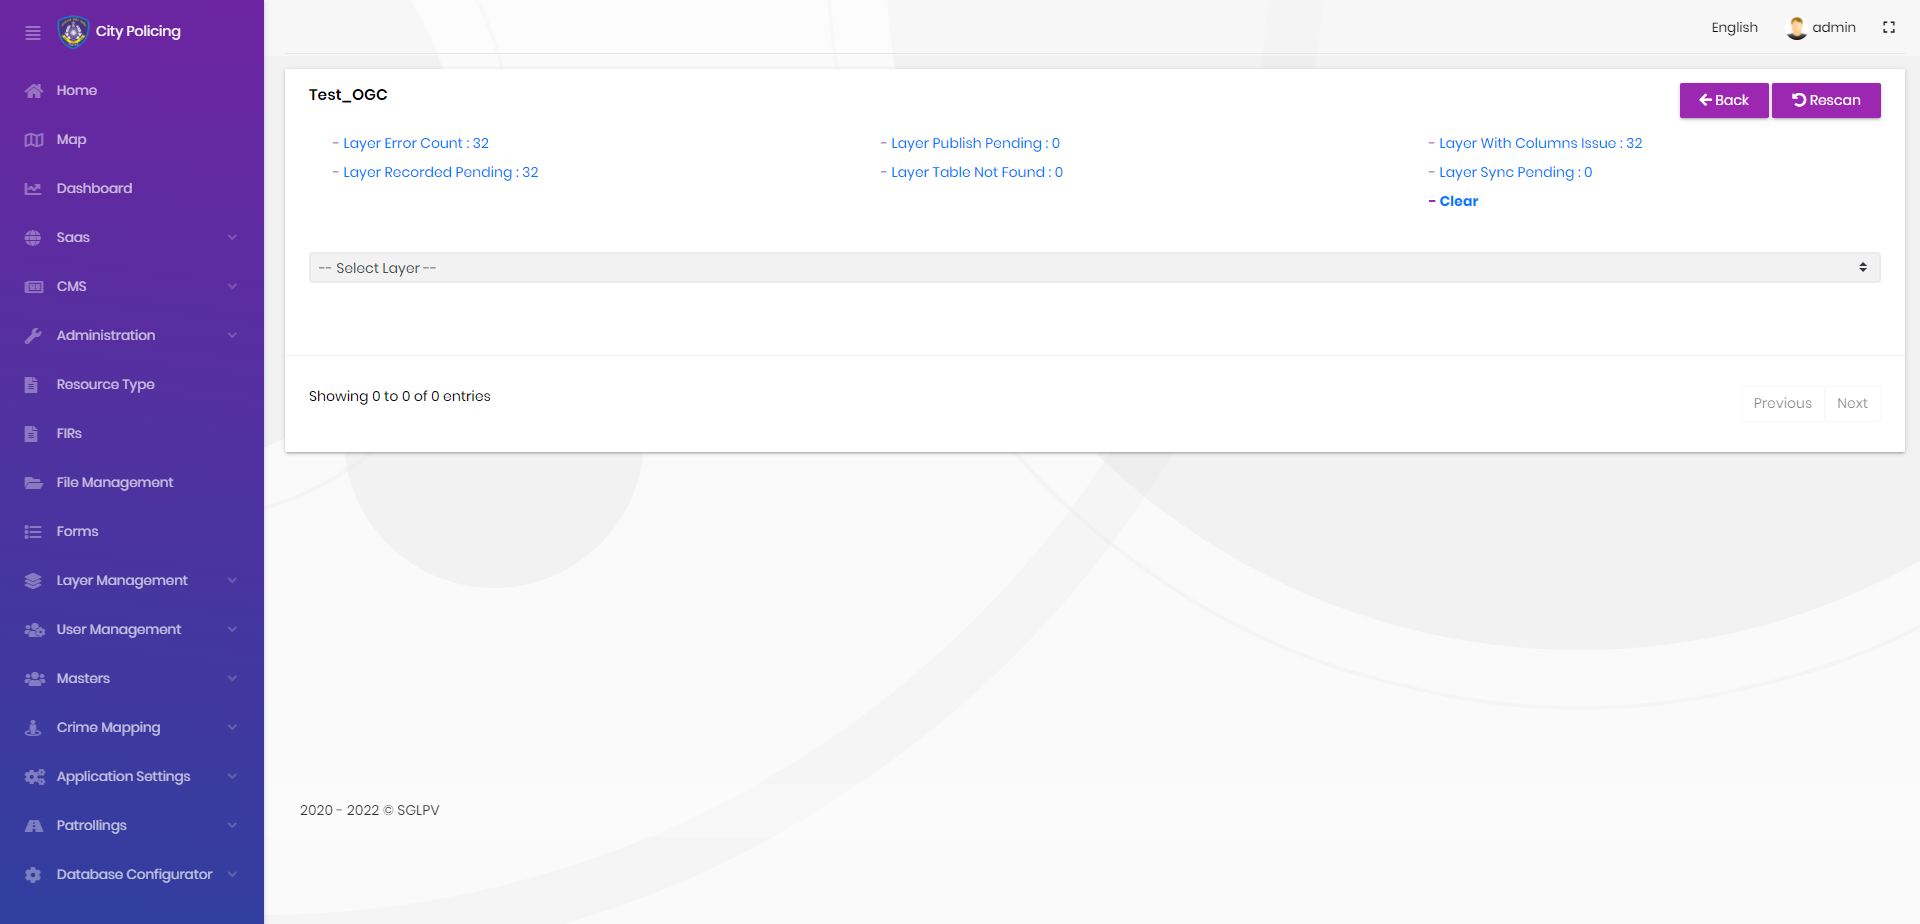 City Policing
English
admin
Home
Map
Dashboard
Saas
CMS
Administration
Resource Type
FIRs
File Management
Forms
Layer Management
User Management
Masters
Crime Mapping
Application Settings
Patrollings
Database Configurator
Test_OGC
Back
Rescan
- Layer Error Count : 32
- Layer Publish Pending : 0
- Layer With Columns Issue : 32
- Layer Recorded Pending : 32
- Layer Table Not Found : 0
- Layer Sync Pending : 0
- Clear
-- Select Layer --
Showing 0 to 0 of 0 entries
Previous
Next
2020 - 2022 © SGLPV